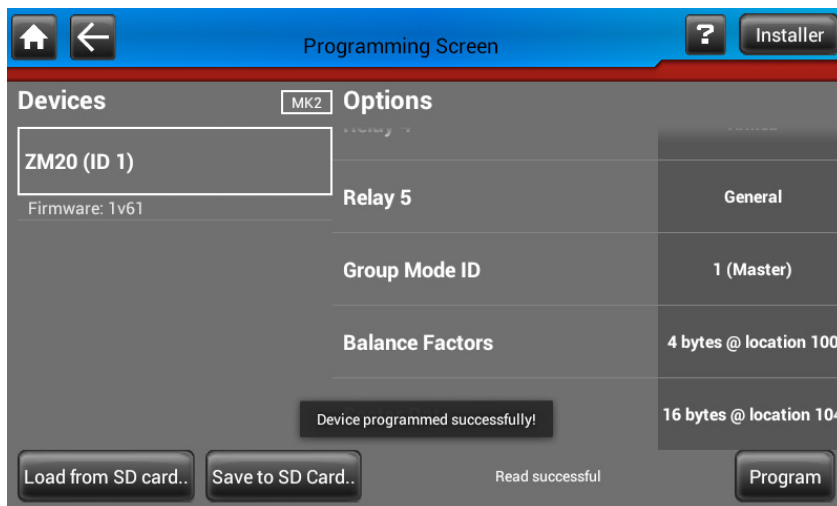 Programming Screen
?
Installer
Devices
MK2
Options
ZM20 (ID 1)
Firmware: 1v61
Relay 5
General
Group Mode ID
1 (Master)
Balance Factors
4 bytes @ location 100
Device programmed successfully!
16 bytes @ location 104
Load from SD card..
Save to SD Card..
Read successful
Program